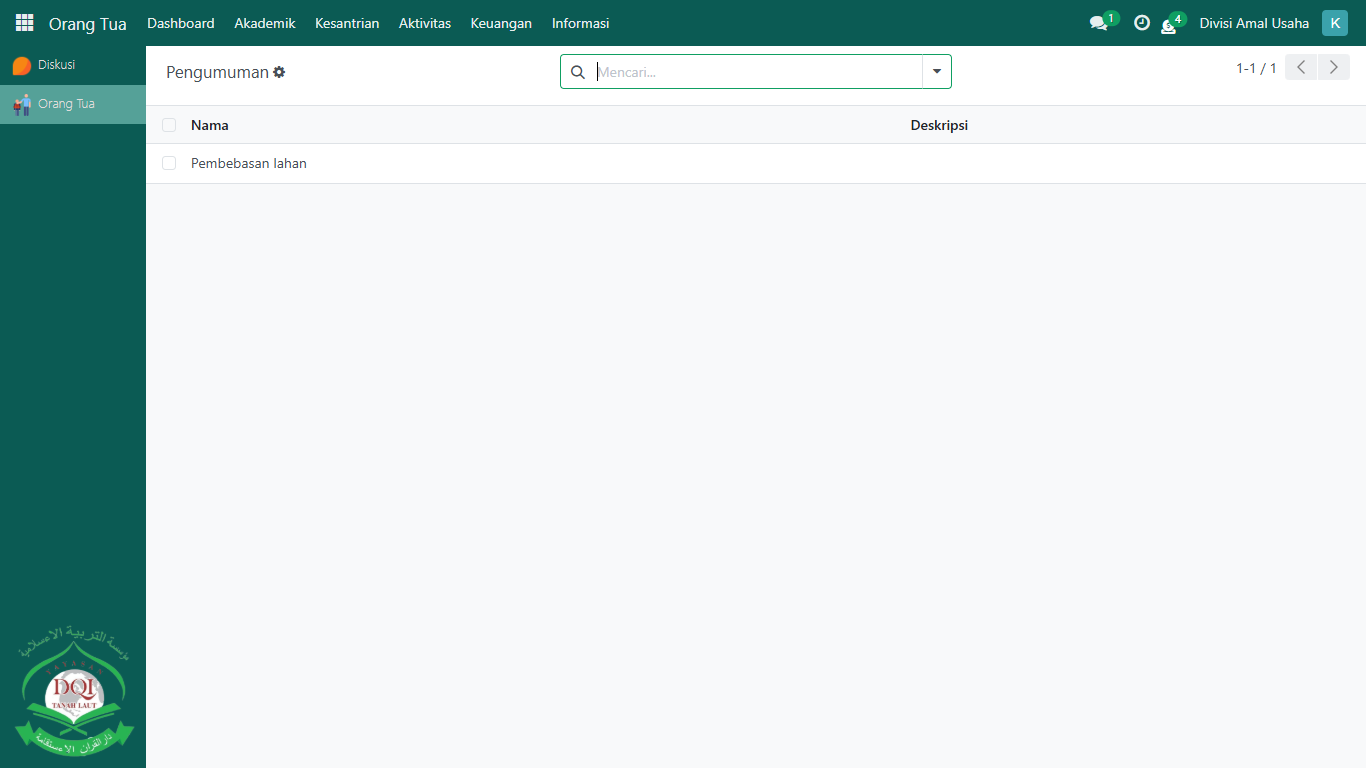 Orang Tua Dashboard Akademik Kesantrian Aktivitas Keuangan Informasi 1 4 Divisi Amal Usaha K
Diskusi
Orang Tua
Pengumuman
Mencari...
1-1 / 1
Nama Deskripsi
Pembebasan lahan
مؤسسة التربية الاسلامية
YAYASAN
DQI
TANAH LAUT
دار القرآن الاستقامة